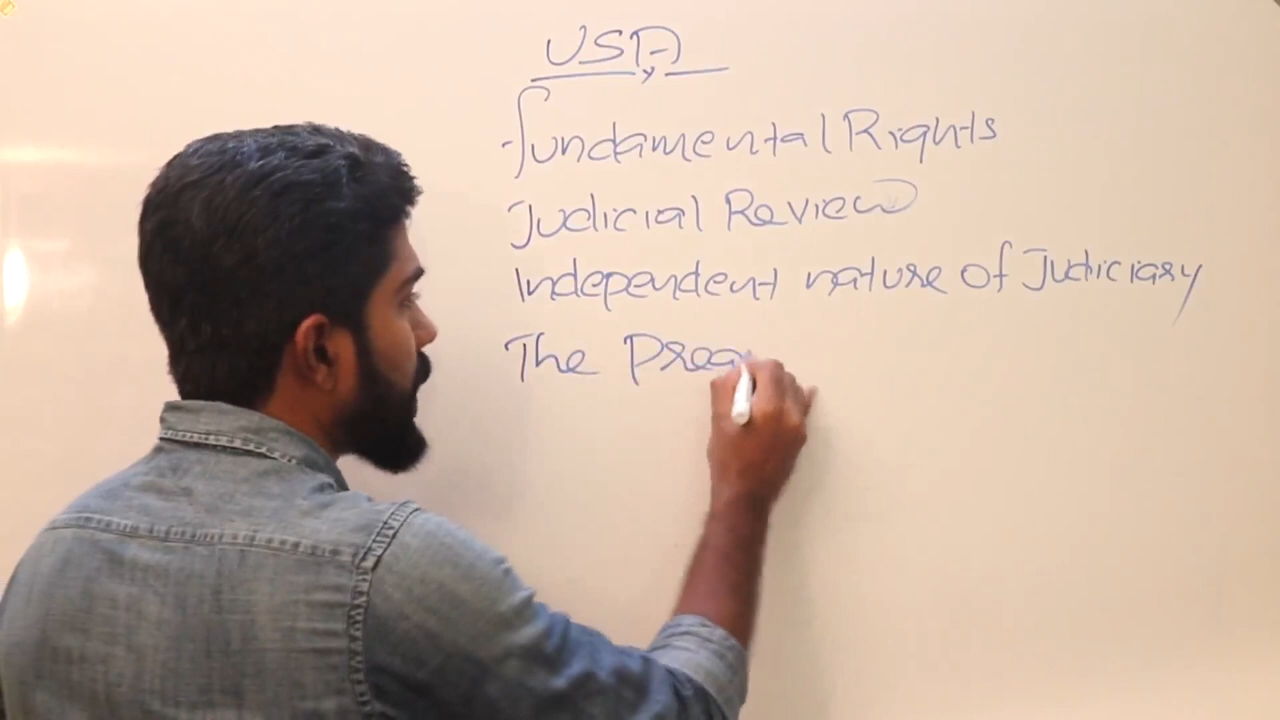 USA
fundamental Rights
Judicial Review
Independent nature of Judiciary
The Prea